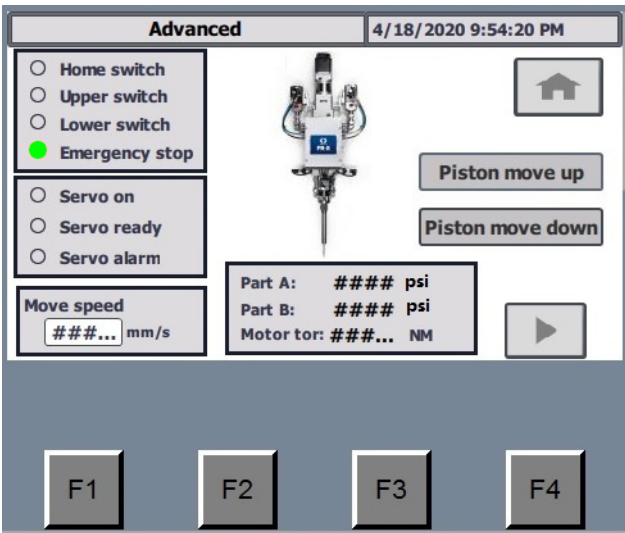 Advanced
4/18/2020 9:54:20 PM
Home switch
Upper switch
Lower switch
Emergency stop
Servo on
Servo ready
Servo alarm
Move speed
###... mm/s
PR-X
Piston move up
Piston move down
Part A: #### psi
Part B: #### psi
Motor tor: ###... NM
F1
F2
F3
F4